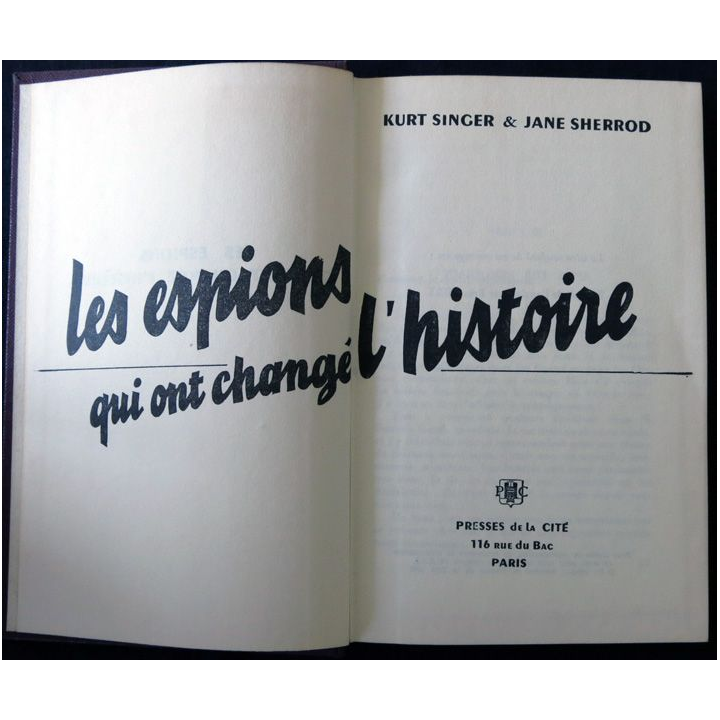 KURT SINGER & JANE SHERROD
les espions
qui ont changé
l'histoire
P C
PRESSES de la CITÉ
116 RUE du BAC
PARIS